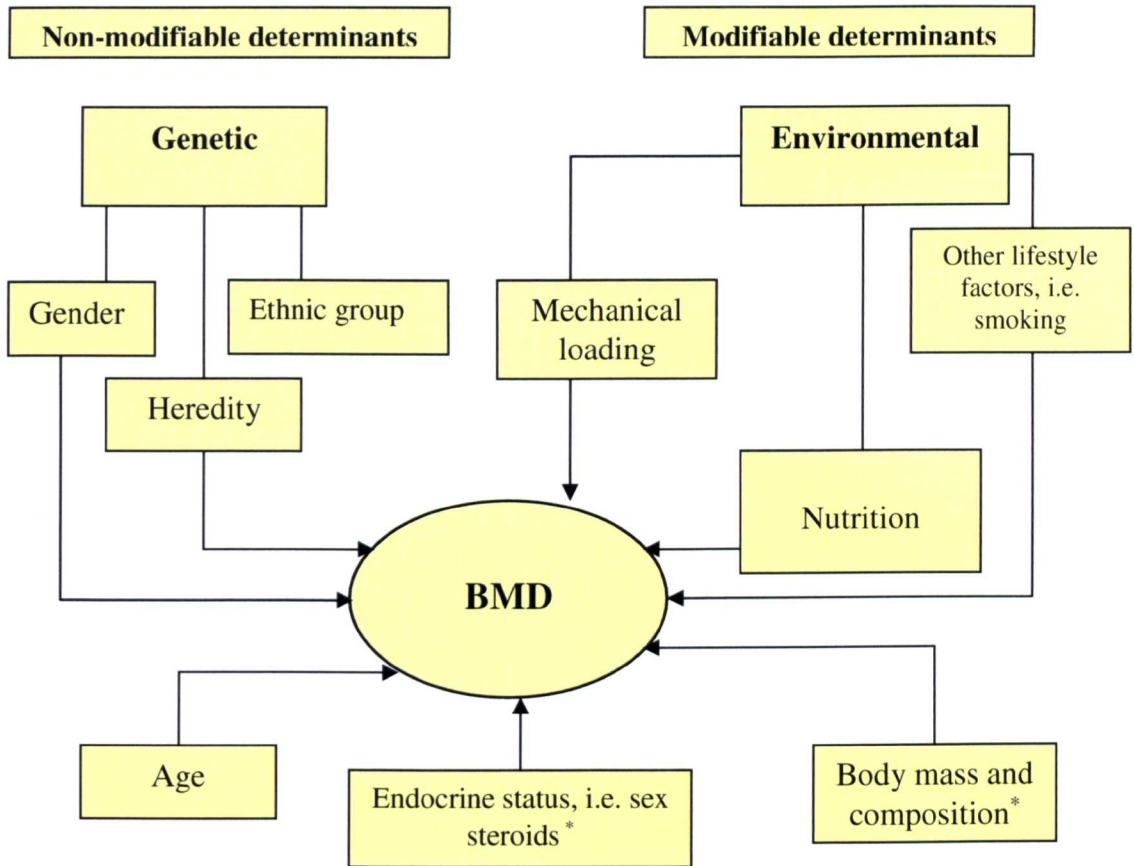 Non-modifiable determinants
Modifiable determinants
Genetic
Environmental
Other lifestyle
factors, i.e.
smoking
Gender
Ethnic group
Mechanical
loading
Heredity
Nutrition
BMD
Age
Endocrine status, i.e. sex
steroids*
Body mass and
composition*